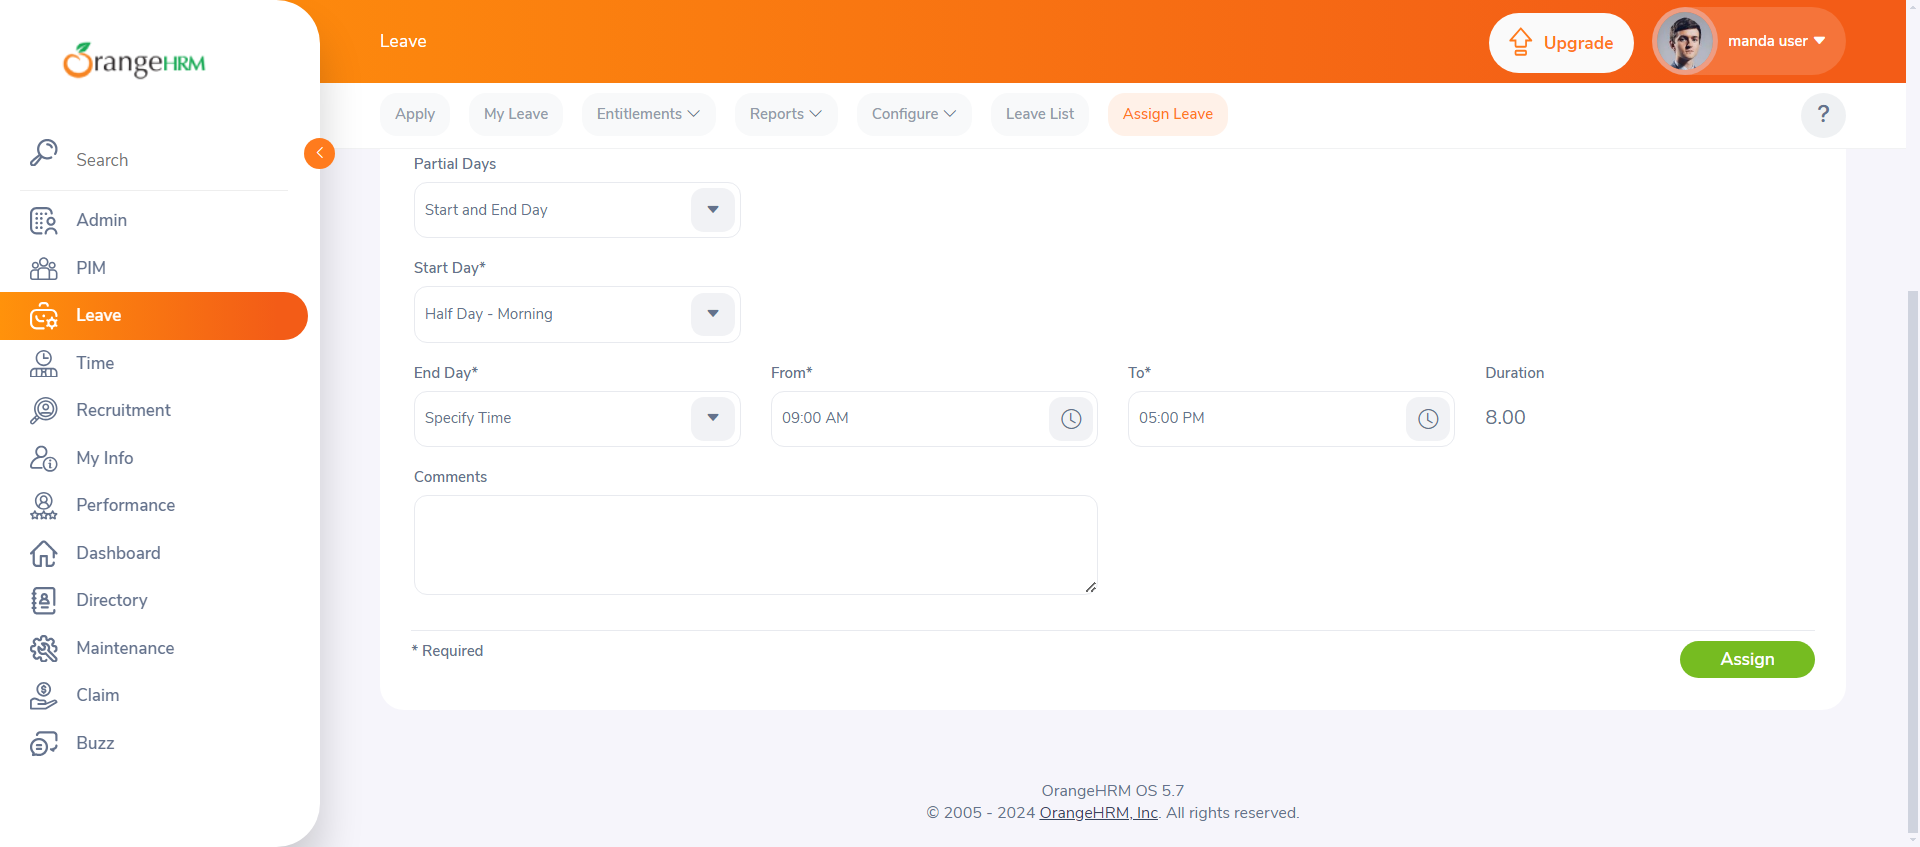 OrangeHRM
Leave
Upgrade
manda user
Apply
My Leave
Entitlements
Reports
Configure
Leave List
Assign Leave
?
Search
Admin
PIM
Leave
Time
Recruitment
My Info
Performance
Dashboard
Directory
Maintenance
Claim
Buzz
Partial Days
Start and End Day
Start Day*
Half Day - Morning
End Day*
From*
To*
Duration
Specify Time
09:00 AM
05:00 PM
8.00
Comments
* Required
Assign
OrangeHRM OS 5.7
© 2005 - 2024 OrangeHRM, Inc. All rights reserved.